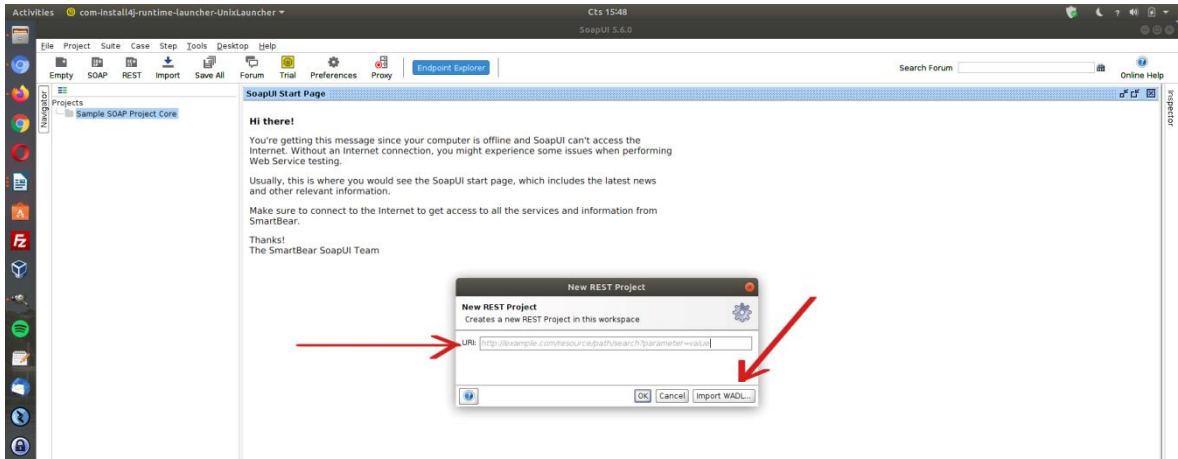 Activities com-install4j-runtime-launcher-UnixLauncher Cts 15:48
SoapUI 5.6.0
File Project Suite Case Step Tools Desktop Help
Empty SOAP REST Import Save All Forum Trial Preferences Proxy Endpoint Explorer Search Forum Online Help
Navigator
Projects
Sample SOAP Project Core
SoapUI Start Page
Inspector
Hi there!
You're getting this message since your computer is offline and SoapUI can't access the
Internet. Without an Internet connection, you might experience some issues when performing
Web Service testing.
Usually, this is where you would see the SoapUI start page, which includes the latest news
and other relevant information.
Make sure to connect to the Internet to get access to all the services and information from
SmartBear.
Thanks!
The SmartBear SoapUI Team
New REST Project
New REST Project
Creates a new REST Project in this workspace
URI: http://example.com/resource/path/search?parameter=value
OK Cancel Import WADL...